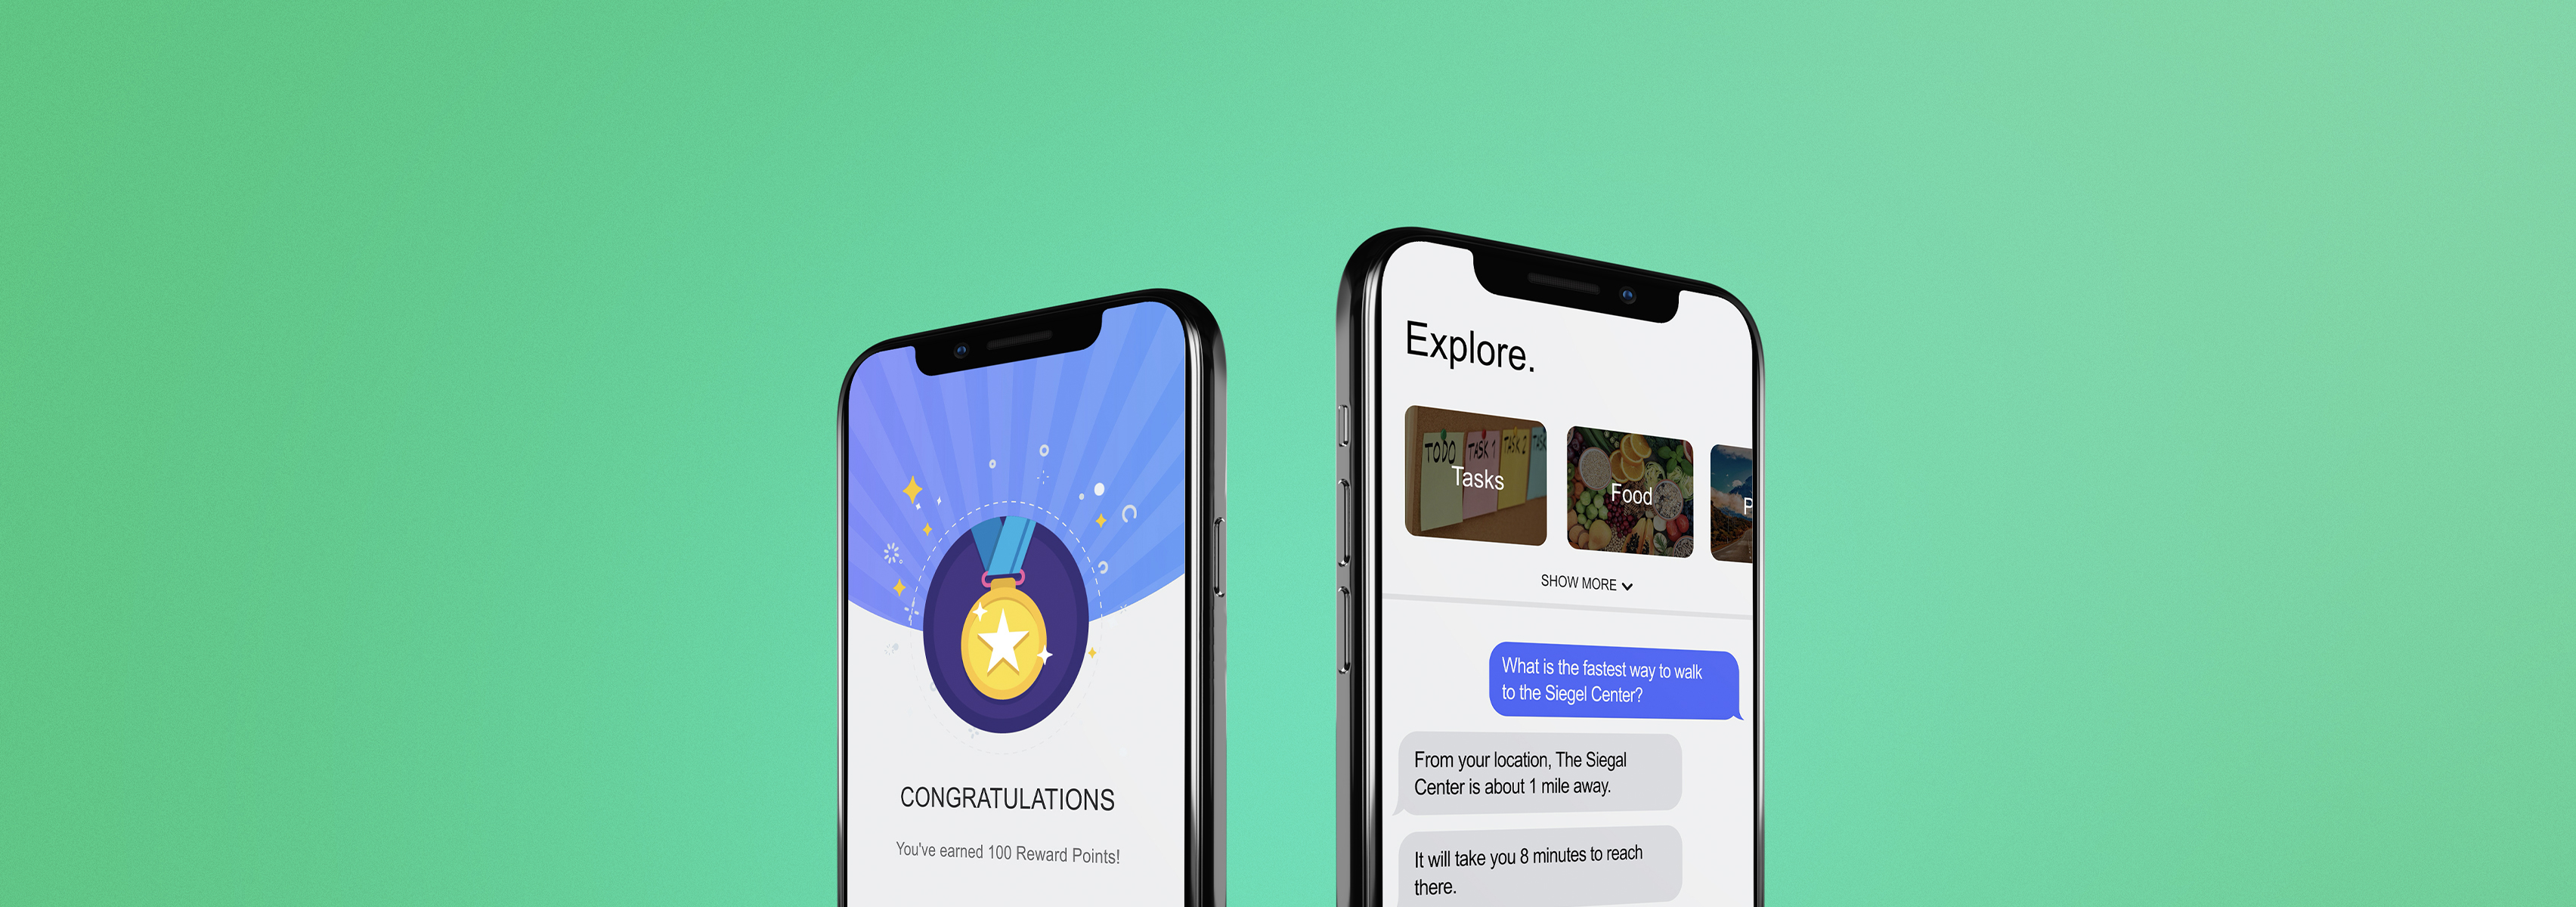 CONGRATULATIONS
You've earned 100 Reward Points!
Explore.
TODO
TASK 1
TASK 2
TASK
Tasks
Food
P
SHOW MORE
What is the fastest way to walk
to the Siegel Center?
From your location, The Siegal
Center is about 1 mile away.
It will take you 8 minutes to reach
there.